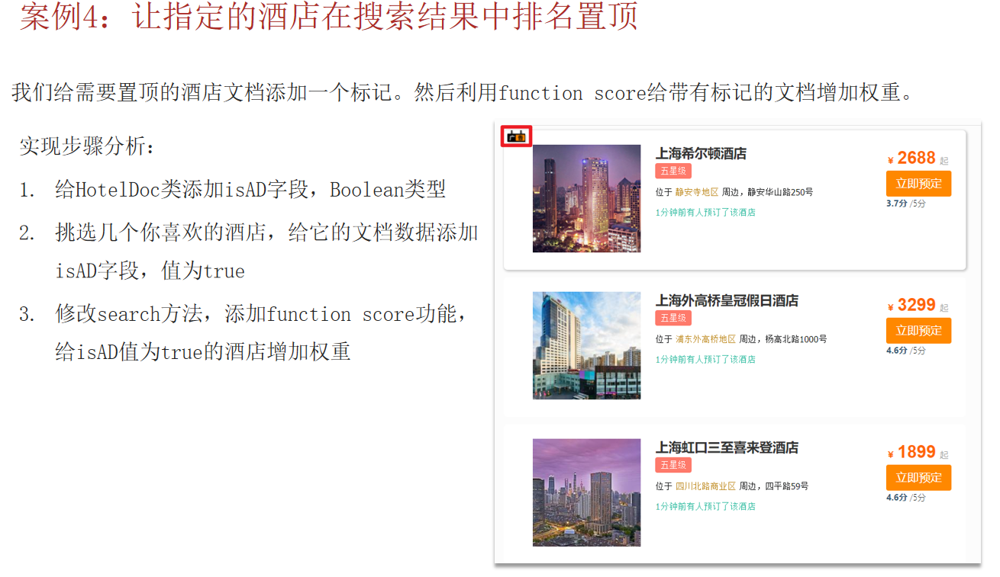 案例4：让指定的酒店在搜索结果中排名置顶
我们给需要置顶的酒店文档添加一个标记。然后利用function score给带有标记的文档增加权重。
实现步骤分析：
1. 给HotelDoc类添加isAD字段，Boolean类型
2. 挑选几个你喜欢的酒店，给它的文档数据添加
isAD字段，值为true
3. 修改search方法，添加function score功能，
给isAD值为true的酒店增加权重
上海希尔顿酒店
五星级
位于 静安寺地区 周边，静安华山路250号
1分钟前有人预订了该酒店
¥ 2688 起
立即预定
3.7分 /5分
上海外高桥皇冠假日酒店
五星级
位于 浦东外高桥地区 周边，杨高北路1000号
1分钟前有人预订了该酒店
¥ 3299 起
立即预定
4.6分 /5分
上海虹口三至喜来登酒店
五星级
位于 四川北路商业区 周边，四平路59号
1分钟前有人预订了该酒店
¥ 1899 起
立即预定
4.6分 /5分